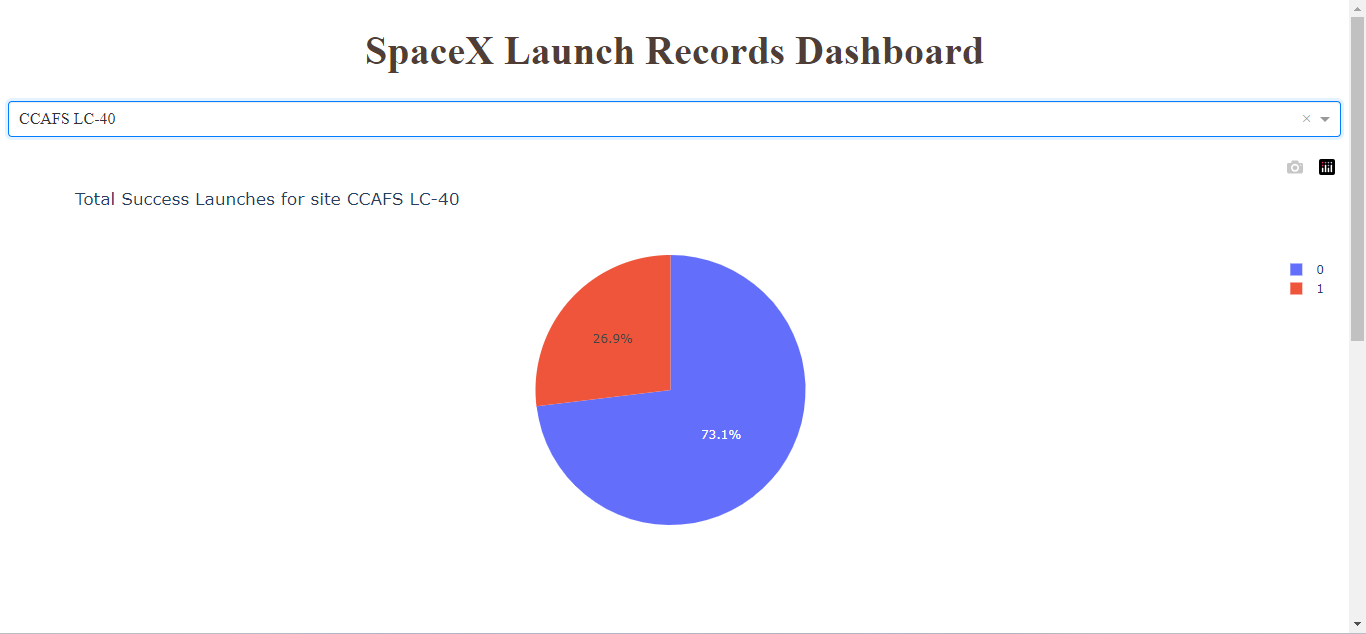 SpaceX Launch Records Dashboard
CCAFS LC-40
Total Success Launches for site CCAFS LC-40
0
1
26.9%
73.1%